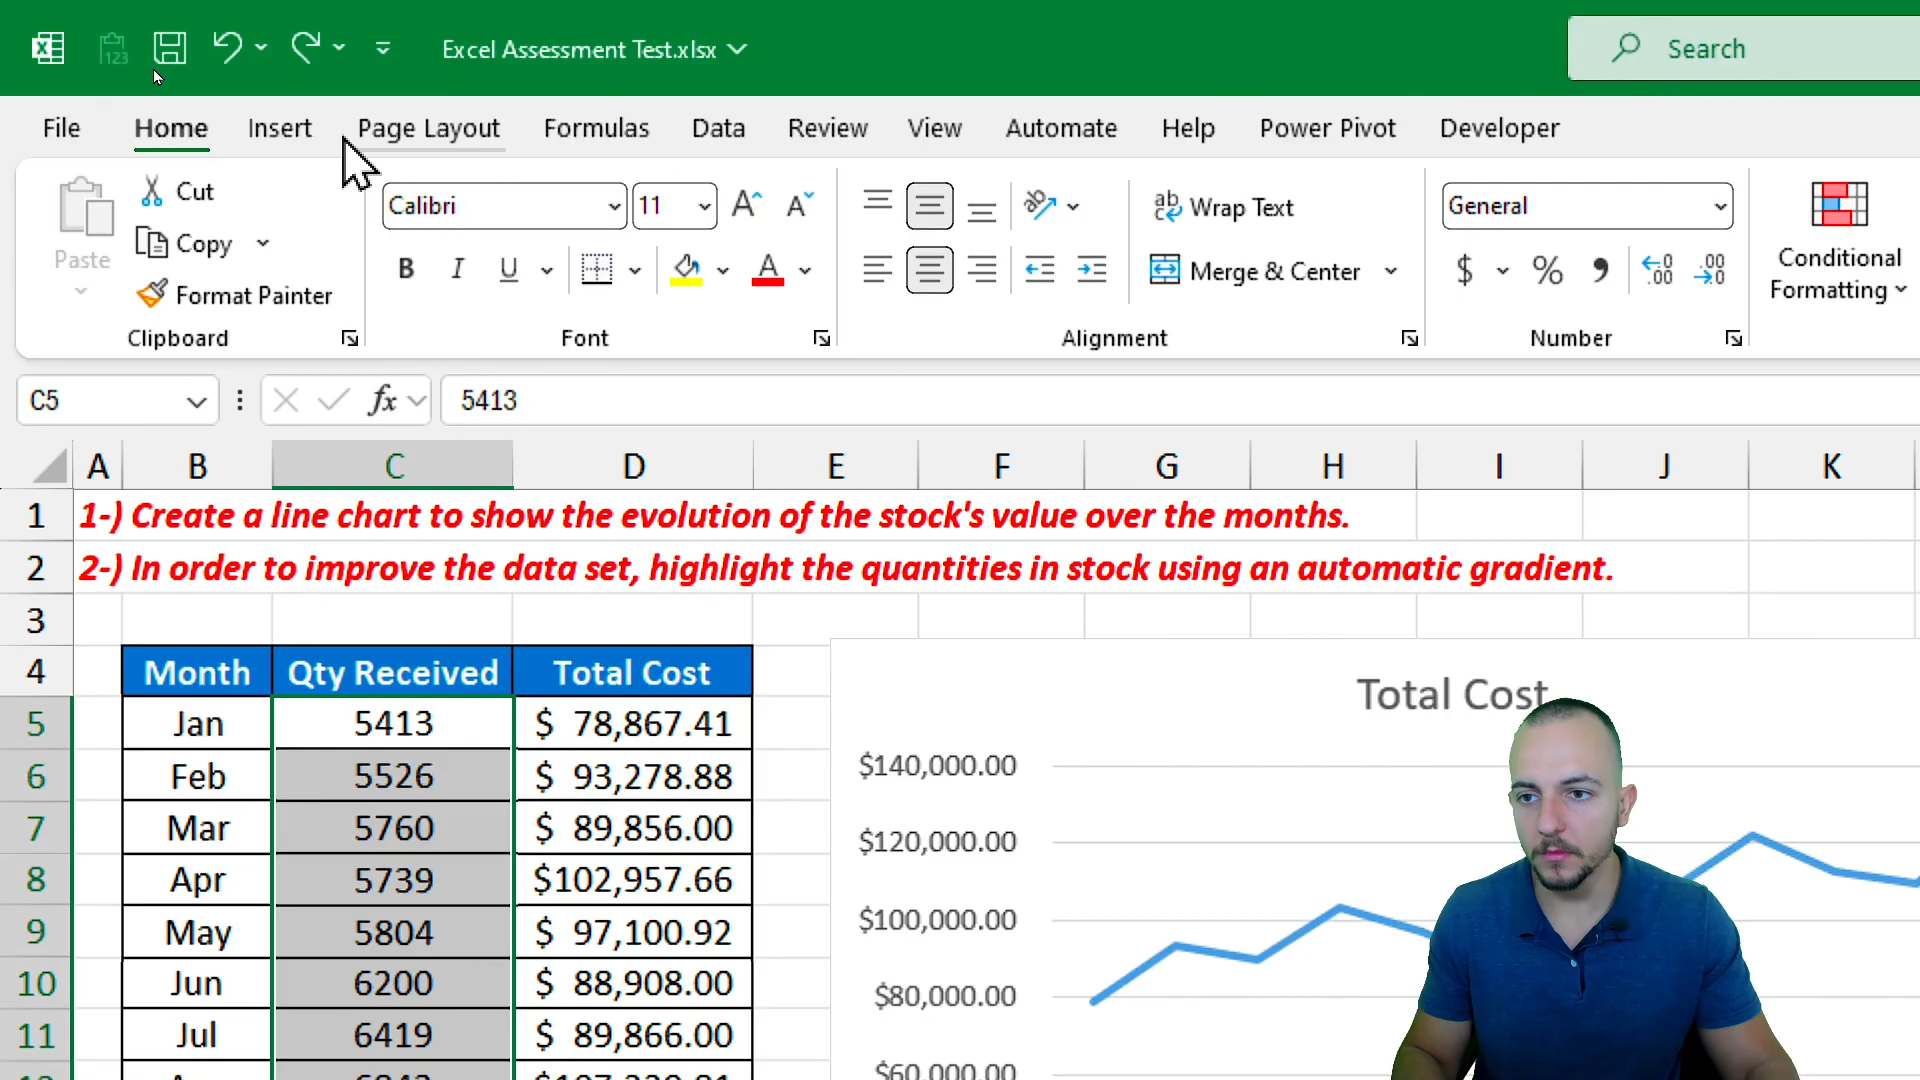 123
Excel Assessment Test.xlsx
Search
File Home Insert Page Layout Formulas Data Review View Automate Help Power Pivot Developer
Paste
Cut
Copy
Format Painter
Clipboard
Calibri 11
B I U
Font
Wrap Text
Merge & Center
Alignment
General
$ % 9
Number
Conditional
Formatting
C5
fx
5413
A B C D E F G H I J K
1 1-) Create a line chart to show the evolution of the stock's value over the months.
2 2-) In order to improve the data set, highlight the quantities in stock using an automatic gradient.
3
4 Month Qty Received Total Cost
5 Jan 5413 $ 78,867.41
6 Feb 5526 $ 93,278.88
7 Mar 5760 $ 89,856.00
8 Apr 5739 $102,957.66
9 May 5804 $ 97,100.92
10 Jun 6200 $ 88,908.00
11 Jul 6419 $ 89,866.00
Total Cost
$140,000.00
$120,000.00
$100,000.00
$80,000.00
$60,000.00